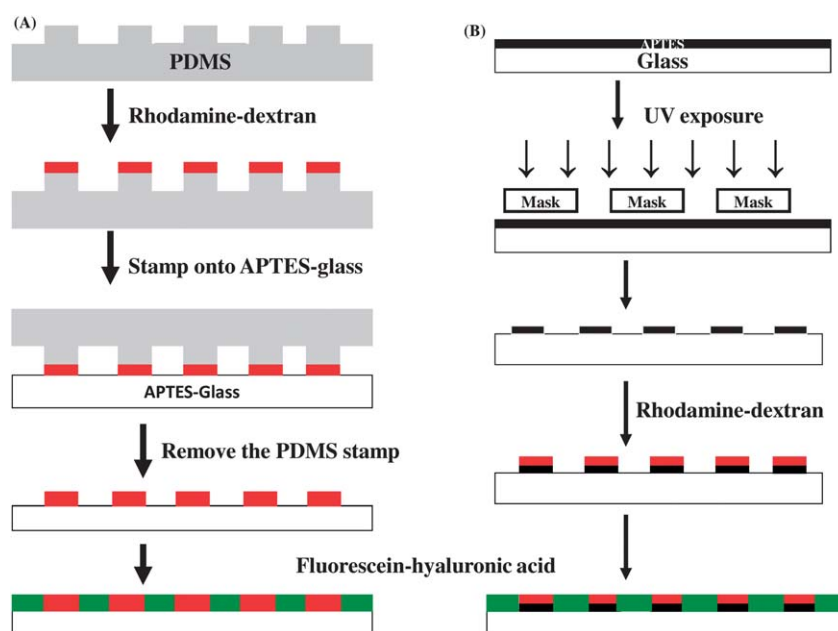 (A)
PDMS
Rhodamine-dextran
Stamp onto APTES-glass
APTES-Glass
Remove the PDMS stamp
Fluorescein-hyaluronic acid
(B)
APTES
Glass
UV exposure
Mask
Mask
Mask
Rhodamine-dextran